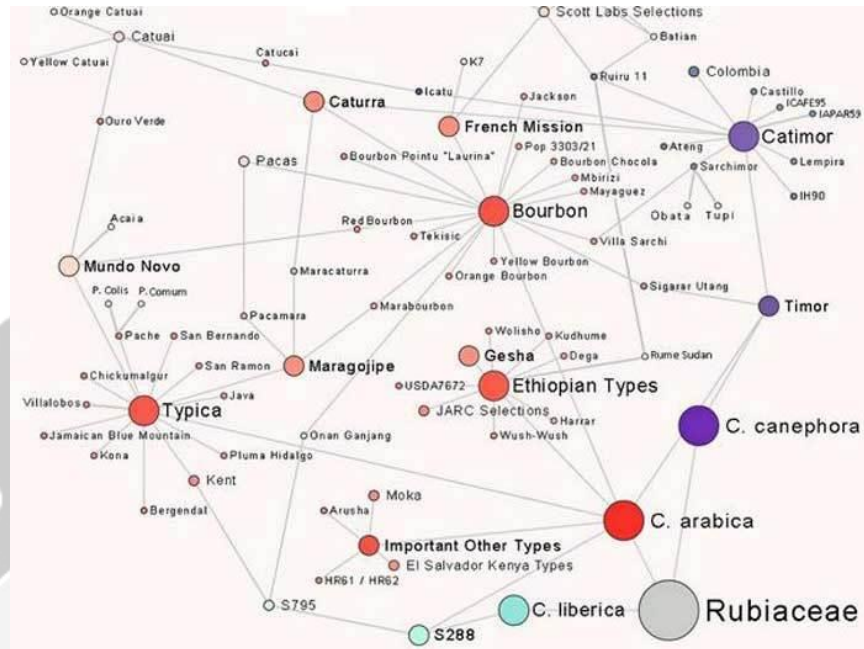 Orange Catuai
Scott Labs Selections
Catuai
Batian
Catucai
Yellow Catuai
K7
Colombia
Ruiru 11
Icatu
Castillo
Jackson
Caturra
ICAFE95
IAPAR59
Ouro Verde
French Mission
Catimor
Pop 3303/21
Ateng
Bourbon Pointu "Laurina"
Pacas
Bourbon Chocola
Lempira
Sarchimor
Mbirizi
Mayaguez
IH90
Bourbon
Obata
Tupi
Acaia
Red Bourbon
Tekisic
Villa Sarchi
Yellow Bourbon
Mundo Novo
Maracaturra
Orange Bourbon
Sigarar Utang
P. Colis
P. Comum
Marabourbon
Timor
Pacamara
Wolisho
Kudhume
Pache
San Bernando
Gesha
Dega
Rume Sudan
San Ramon
Maragojipe
Chickumalgur
USDA7672
Ethiopian Types
Java
Villalobos
Typica
JARC Selections
Harrar
C. canephora
Jamaican Blue Mountain
Onan Ganjang
Wush-Wush
Kona
Pluma Hidalgo
Kent
Moka
Bergendal
Arusha
C. arabica
Important Other Types
El Salvador Kenya Types
HR61 / HR62
S795
C. liberica
Rubiaceae
S288